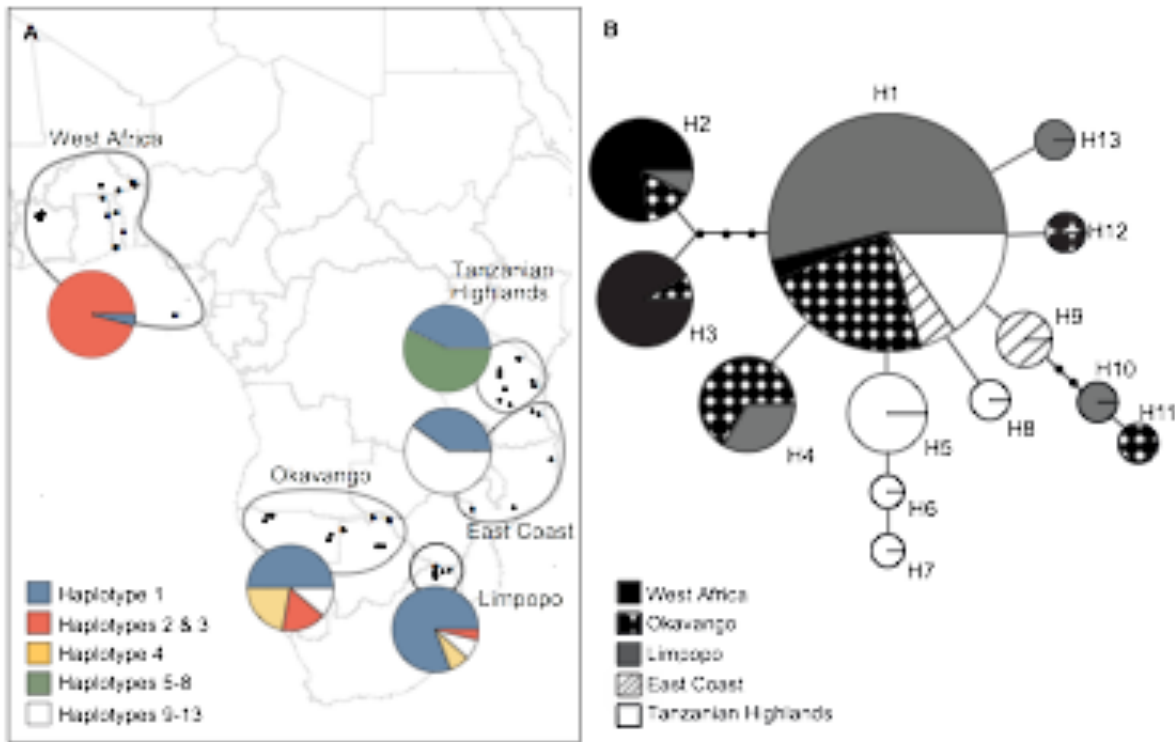 A
West Africa
Tanzanian
Highlands
Okavango
East Coast
Limpopo
Haplotype 1
Haplotypes 2 & 3
Haplotype 4
Haplotypes 5-8
Haplotypes 9-13
B
H1
H2
H13
H12
H3
H9
H10
H11
H4
H5
H8
H6
H7
West Africa
Okavango
Limpopo
East Coast
Tanzanian Highlands